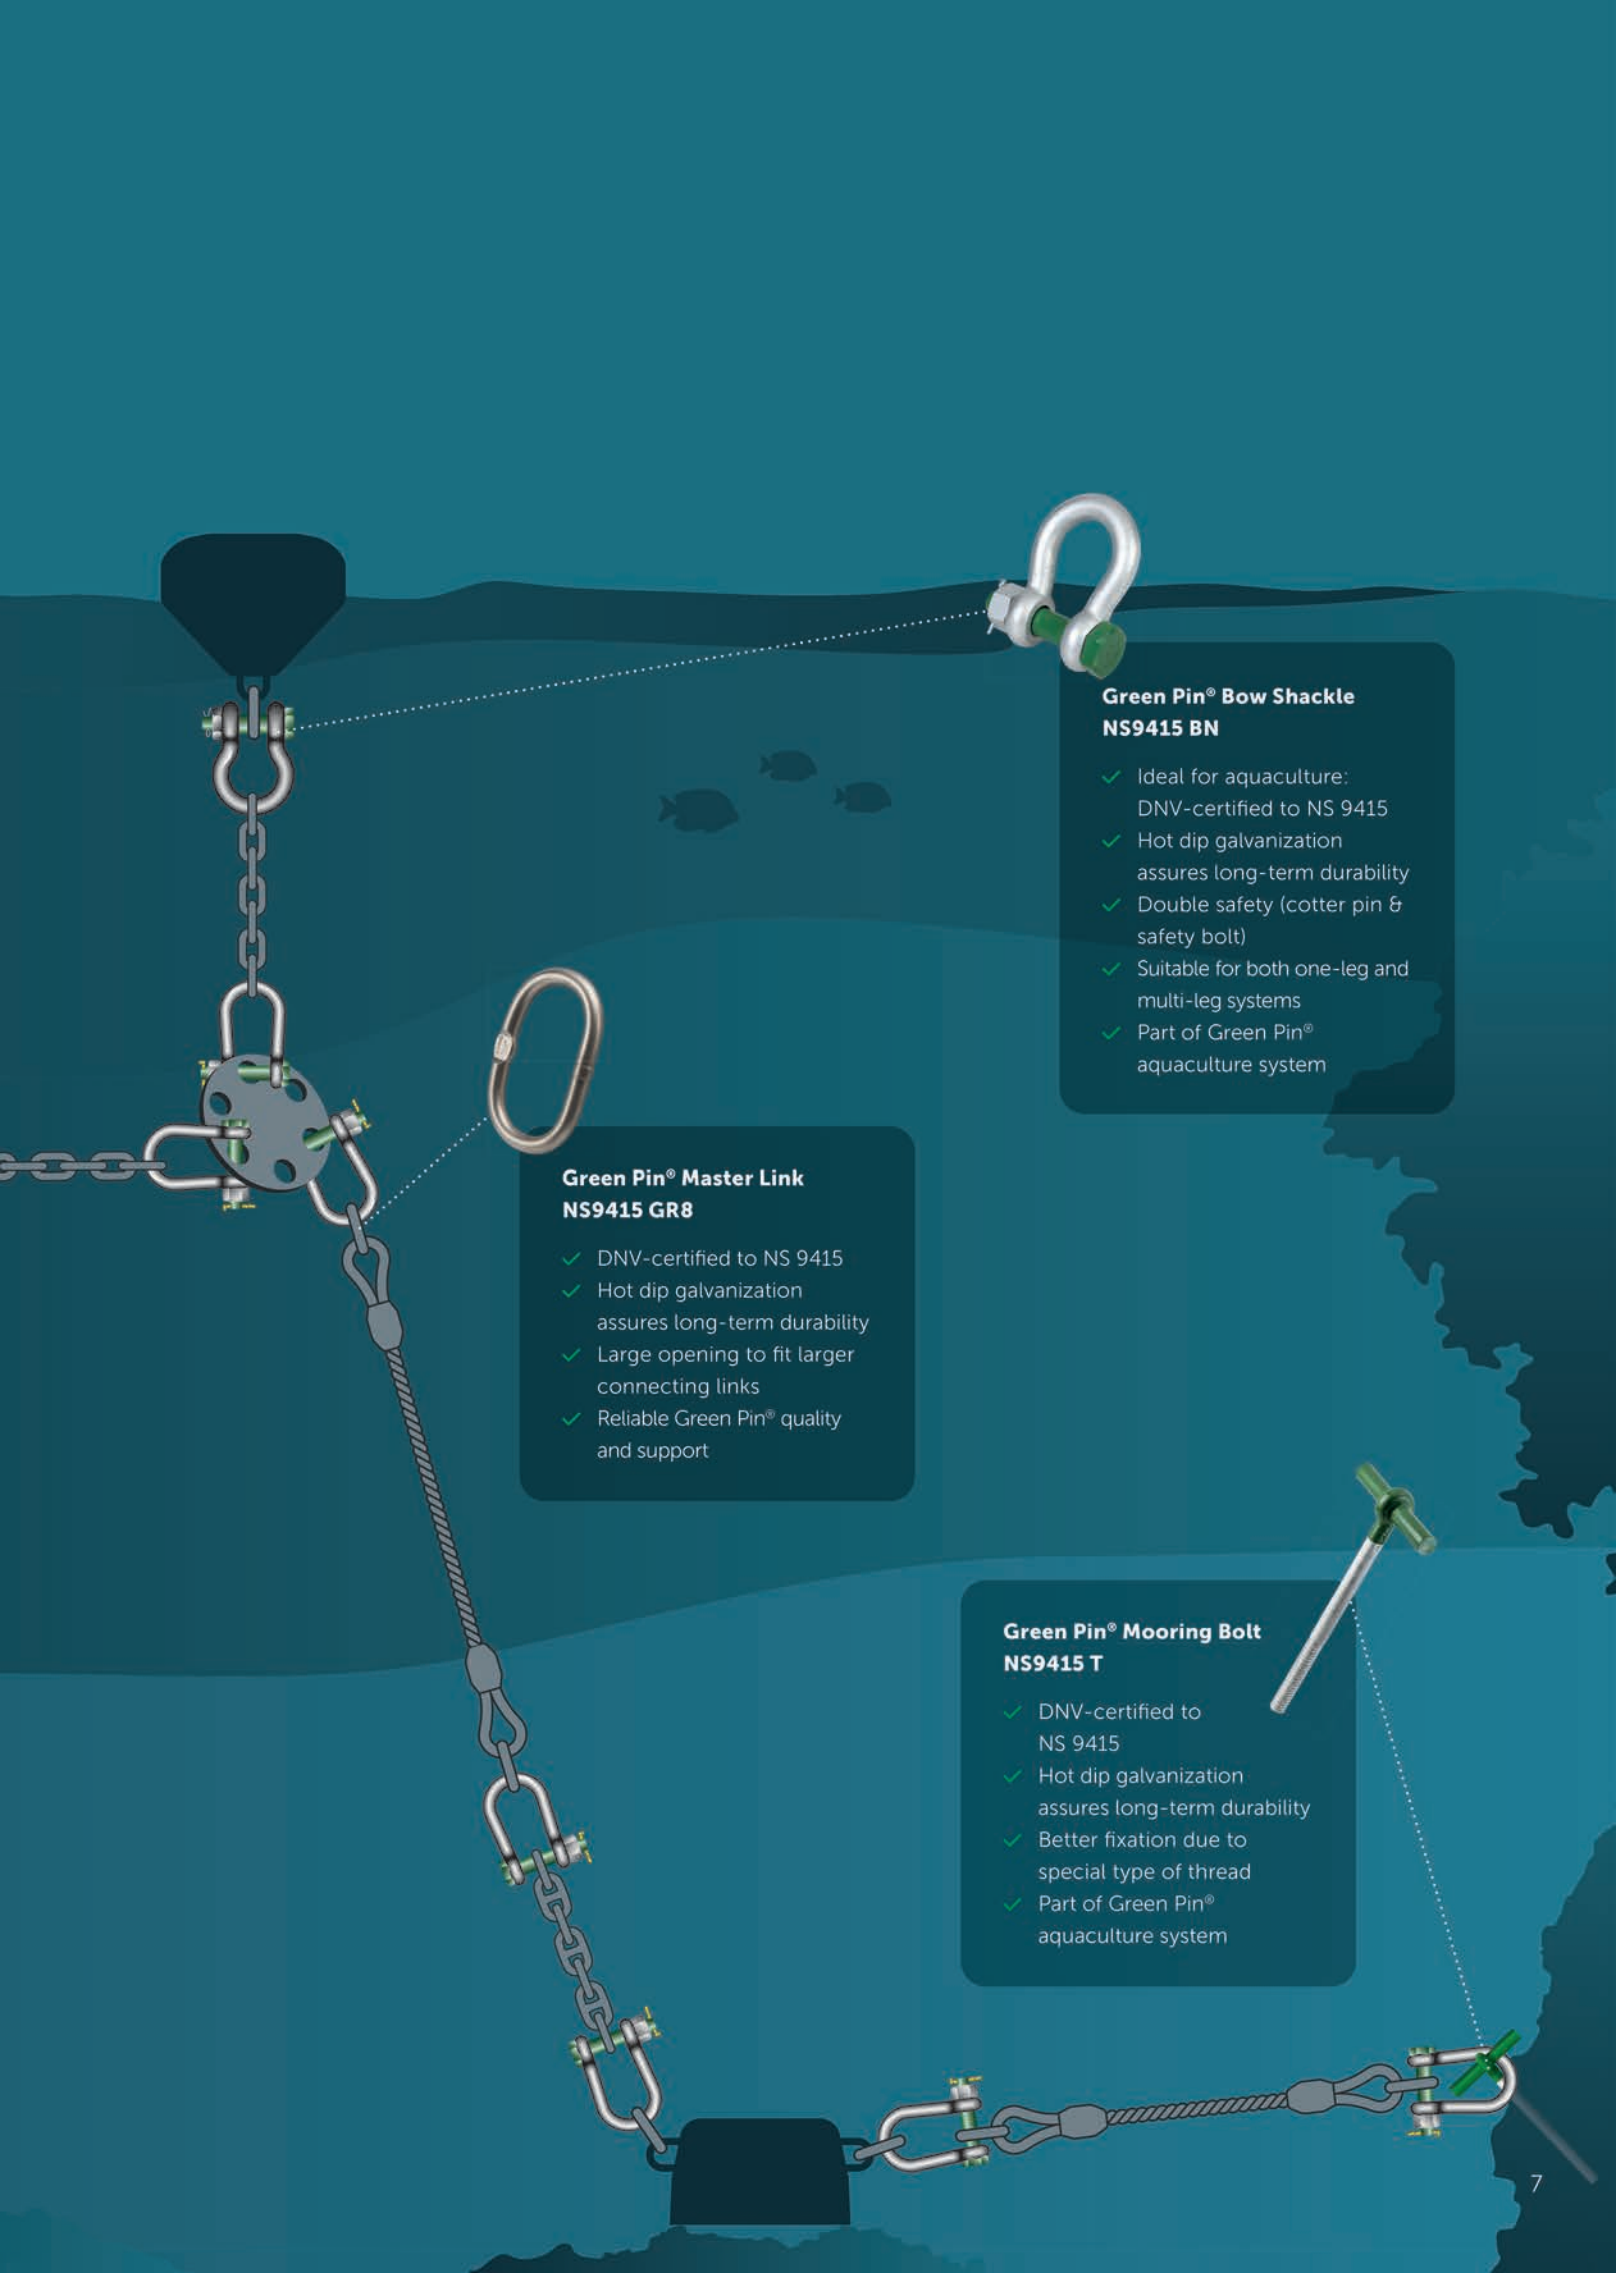 Green Pin® Bow Shackle
NS9415 BN
Ideal for aquaculture:
DNV-certified to NS 9415
Hot dip galvanization
assures long-term durability
Double safety (cotter pin &
safety bolt)
Suitable for both one-leg and
multi-leg systems
Part of Green Pin®
aquaculture system
Green Pin® Master Link
NS9415 GR8
DNV-certified to NS 9415
Hot dip galvanization
assures long-term durability
Large opening to fit larger
connecting links
Reliable Green Pin® quality
and support
Green Pin® Mooring Bolt
NS9415 T
DNV-certified to
NS 9415
Hot dip galvanization
assures long-term durability
Better fixation due to
special type of thread
Part of Green Pin®
aquaculture system
7